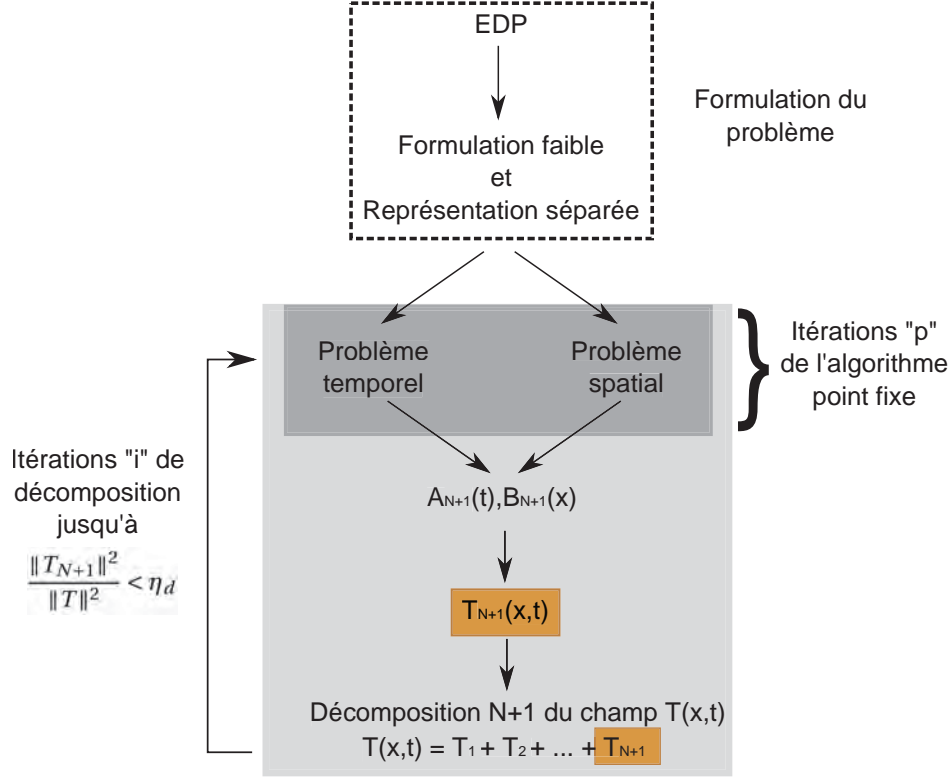 EDP
Formulation faible
et
Représentation séparée
Formulation du
problème
Problème
temporel
Problème
spatial
Itérations "p"
de l'algorithme
point fixe
Itérations "i" de
décomposition
jusqu'à
‖T_{N+1}‖² / ‖T‖² < η_d
A_{N+1}(t),B_{N+1}(x)
T_{N+1}(x,t)
Décomposition N+1 du champ T(x,t)
T(x,t) = T₁ + T₂ + ... + T_{N+1}